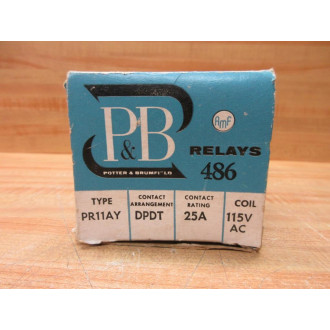 P&B
AMF
POTTER & BRUMFIELD
RELAYS
486
TYPE
PR11AY
CONTACT
ARRANGEMENT
DPDT
CONTACT
RATING
25A
COIL
115V
AC